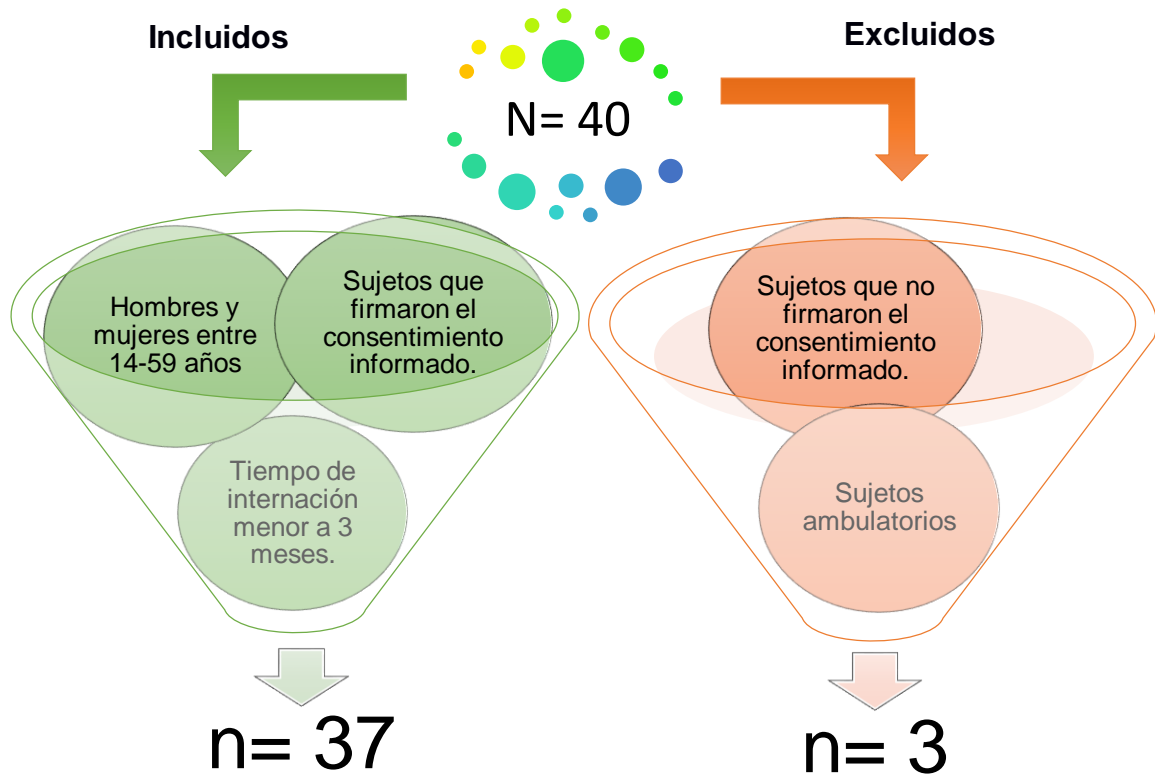 Incluidos
Excluidos
N= 40
Hombres y
mujeres entre
14-59 años
Sujetos que
firmaron el
consentimiento
informado.
Tiempo de
internación
menor a 3
meses.
n= 37
Sujetos que no
firmaron el
consentimiento
informado.
Sujetos
ambulatorios
n= 3